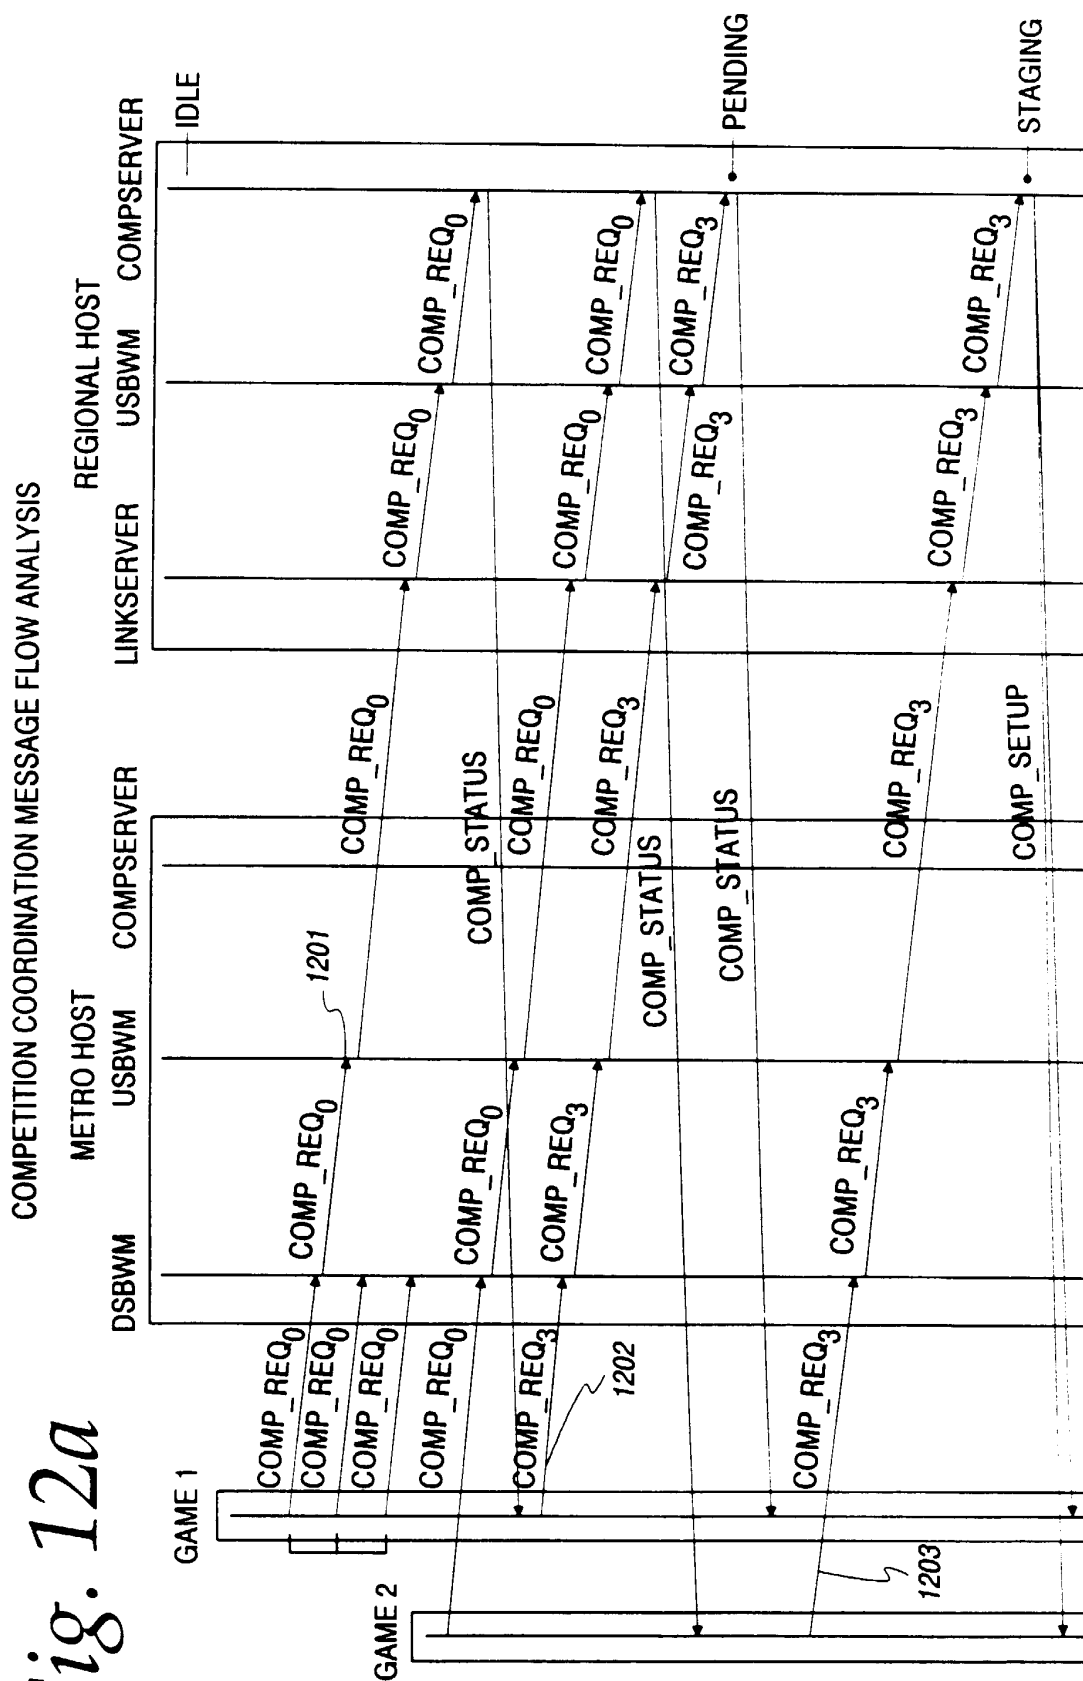 Fig. 12a
COMPETITION COORDINATION MESSAGE FLOW ANALYSIS
METRO HOST
REGIONAL HOST
GAME 2
GAME 1
DSBWM
USBWM
COMPSERVER
LINKSERVER
USBWM
COMPSERVER
IDLE
COMP_REQ0
COMP_REQ0
COMP_REQ0
COMP_REQ0
1201
COMP_REQ0
COMP_REQ0
COMP_REQ0
COMP_REQ0
COMP_STATUS
COMP_REQ0
COMP_REQ0
COMP_REQ0
COMP_REQ0
COMP_REQ3
1202
COMP_REQ3
COMP_REQ3
COMP_REQ3
COMP_REQ3
COMP_STATUS
COMP_STATUS
PENDING
COMP_REQ3
1203
COMP_REQ3
COMP_REQ3
COMP_REQ3
COMP_REQ3
COMP_SETUP
STAGING